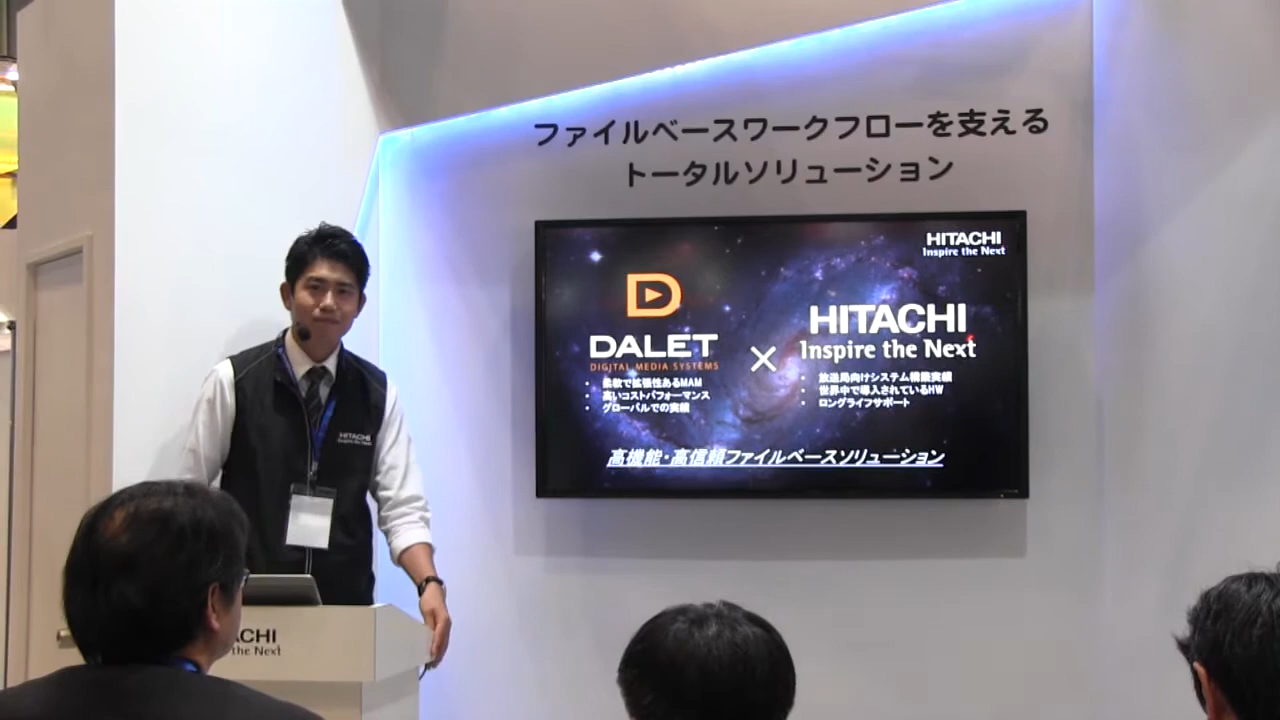 ファイルベースワークフローを支える
トータルソリューション
HITACHI
Inspire the Next
D
DALET
DIGITAL MEDIA SYSTEMS
• 柔軟で拡張性あるMAM
• 高いコストパフォーマンス
• グローバルでの実績
×
HITACHI
Inspire the Next
• 放送局向けシステム構築実績
• 世界中で導入されているHW
• ロングライフサポート
高機能・高信頼ファイルベースソリューション
HITACHI
Inspire the Next
ACHI
the Next